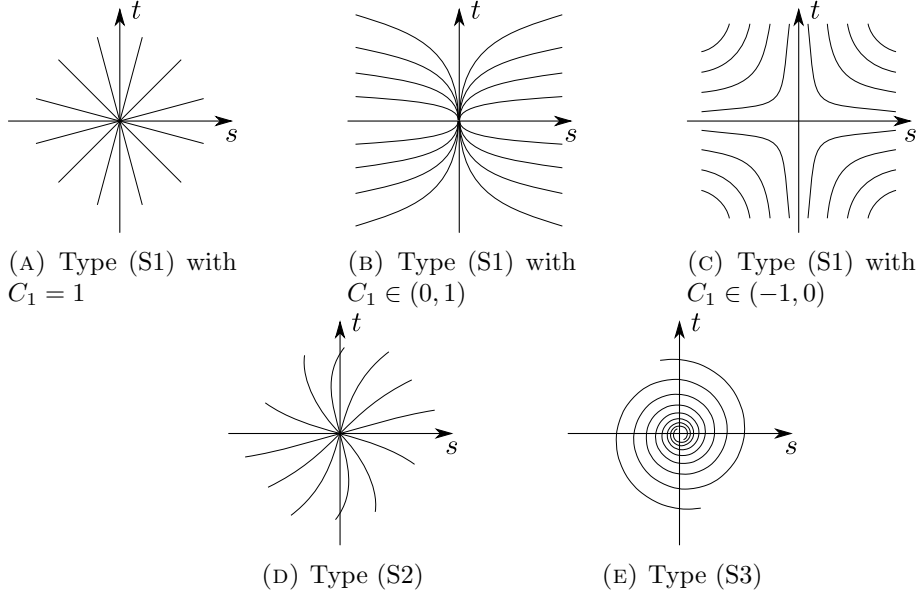 t
t
t
s
s
s
(A) Type (S1) with
C₁ = 1
(B) Type (S1) with
C₁ ∈ (0, 1)
(C) Type (S1) with
C₁ ∈ (−1, 0)
t
t
s
s
(D) Type (S2)
(E) Type (S3)